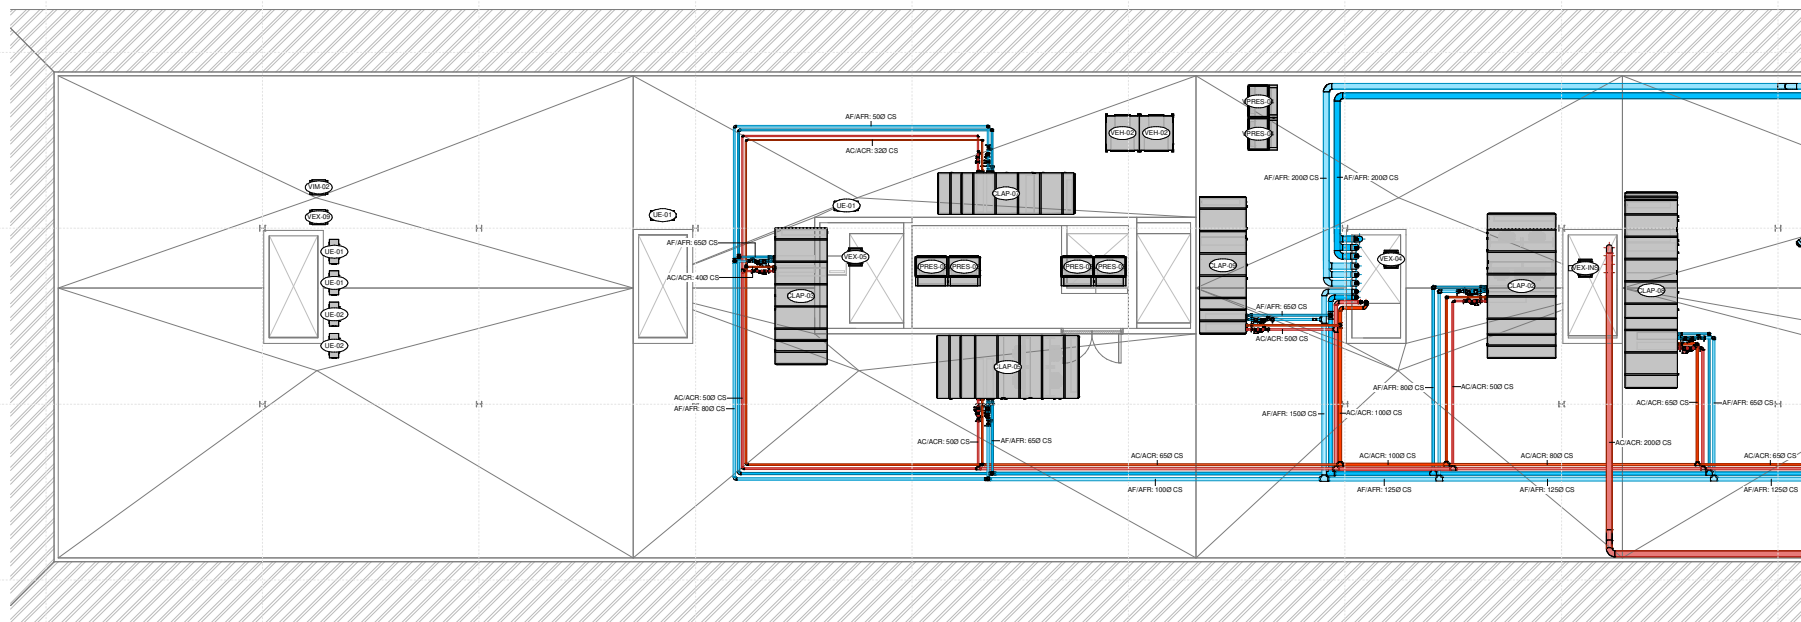 VPRES-04
AF/AFR: 50Ø CS
VEH-02
VEH-02
AC/ACR: 32Ø CS
AF/AFR: 200Ø CS
AF/AFR: 200Ø CS
VIM-02
UE-01
UE-01
VEX-09
AF/AFR: 65Ø CS
UE-01
VEX-05
VEX-04
CLAP-09
VEX-INS
AC/ACR: 40Ø CS
UE-01
CLAP-02
CLAP-08
CLAP-03
AF/AFR: 65Ø CS
UE-02
AC/ACR: 50Ø CS
UE-02
CLAP-05
AF/AFR: 80Ø CS
AC/ACR: 50Ø CS
AC/ACR: 50Ø CS
AF/AFR: 80Ø CS
AF/AFR: 150Ø CS
AC/ACR: 100Ø CS
AC/ACR: 65Ø CS
AF/AFR: 65Ø CS
AC/ACR: 50Ø CS
AF/AFR: 65Ø CS
AC/ACR: 200Ø CS
AC/ACR: 65Ø CS
AC/ACR: 100Ø CS
AC/ACR: 80Ø CS
AC/ACR: 65Ø CS
AF/AFR: 100Ø CS
AF/AFR: 125Ø CS
AF/AFR: 125Ø CS
AF/AFR: 125Ø CS